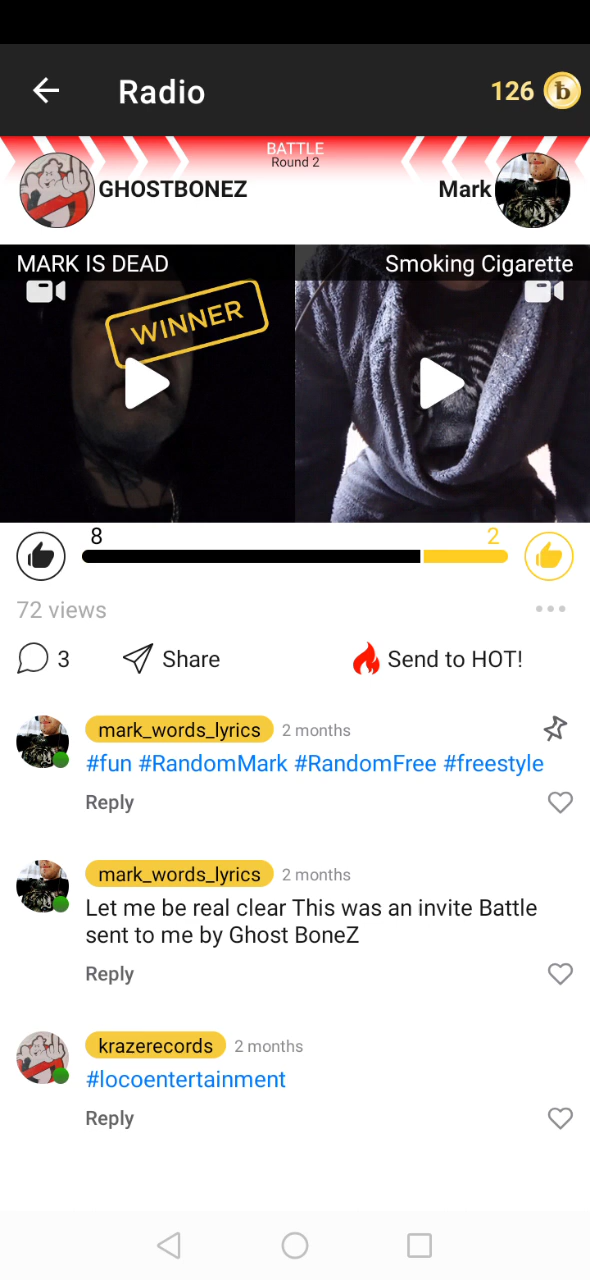 Radio
126
BATTLE
Round 2
GHOSTBONEZ
Mark
MARK IS DEAD
Smoking Cigarette
WINNER
8
2
72 views
3
Share
Send to HOT!
mark_words_lyrics 2 months
#fun #RandomMark #RandomFree #freestyle
Reply
mark_words_lyrics 2 months
Let me be real clear This was an invite Battle
sent to me by Ghost BoneZ
Reply
krazerecords 2 months
#locoentertainment
Reply